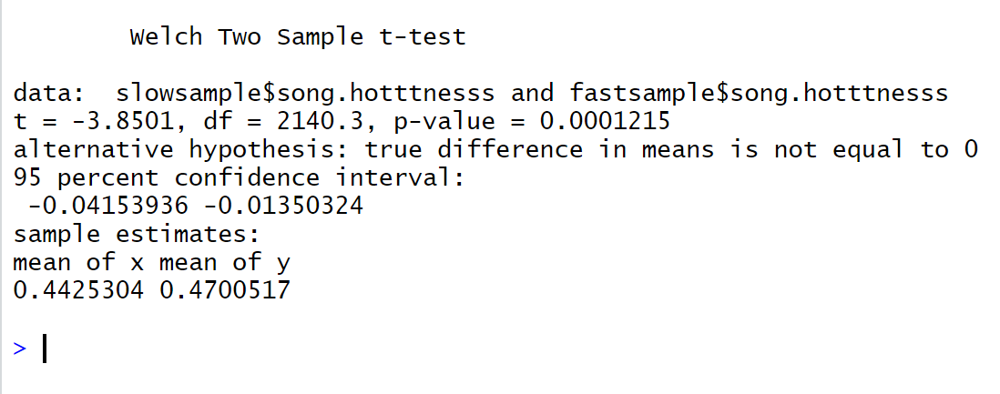 Welch Two Sample t-test
data:  slowsample$song.hotttnesss and fastsample$song.hotttnesss
t = -3.8501, df = 2140.3, p-value = 0.0001215
alternative hypothesis: true difference in means is not equal to 0
95 percent confidence interval:
 -0.04153936 -0.01350324
sample estimates:
mean of x mean of y
0.4425304 0.4700517
>